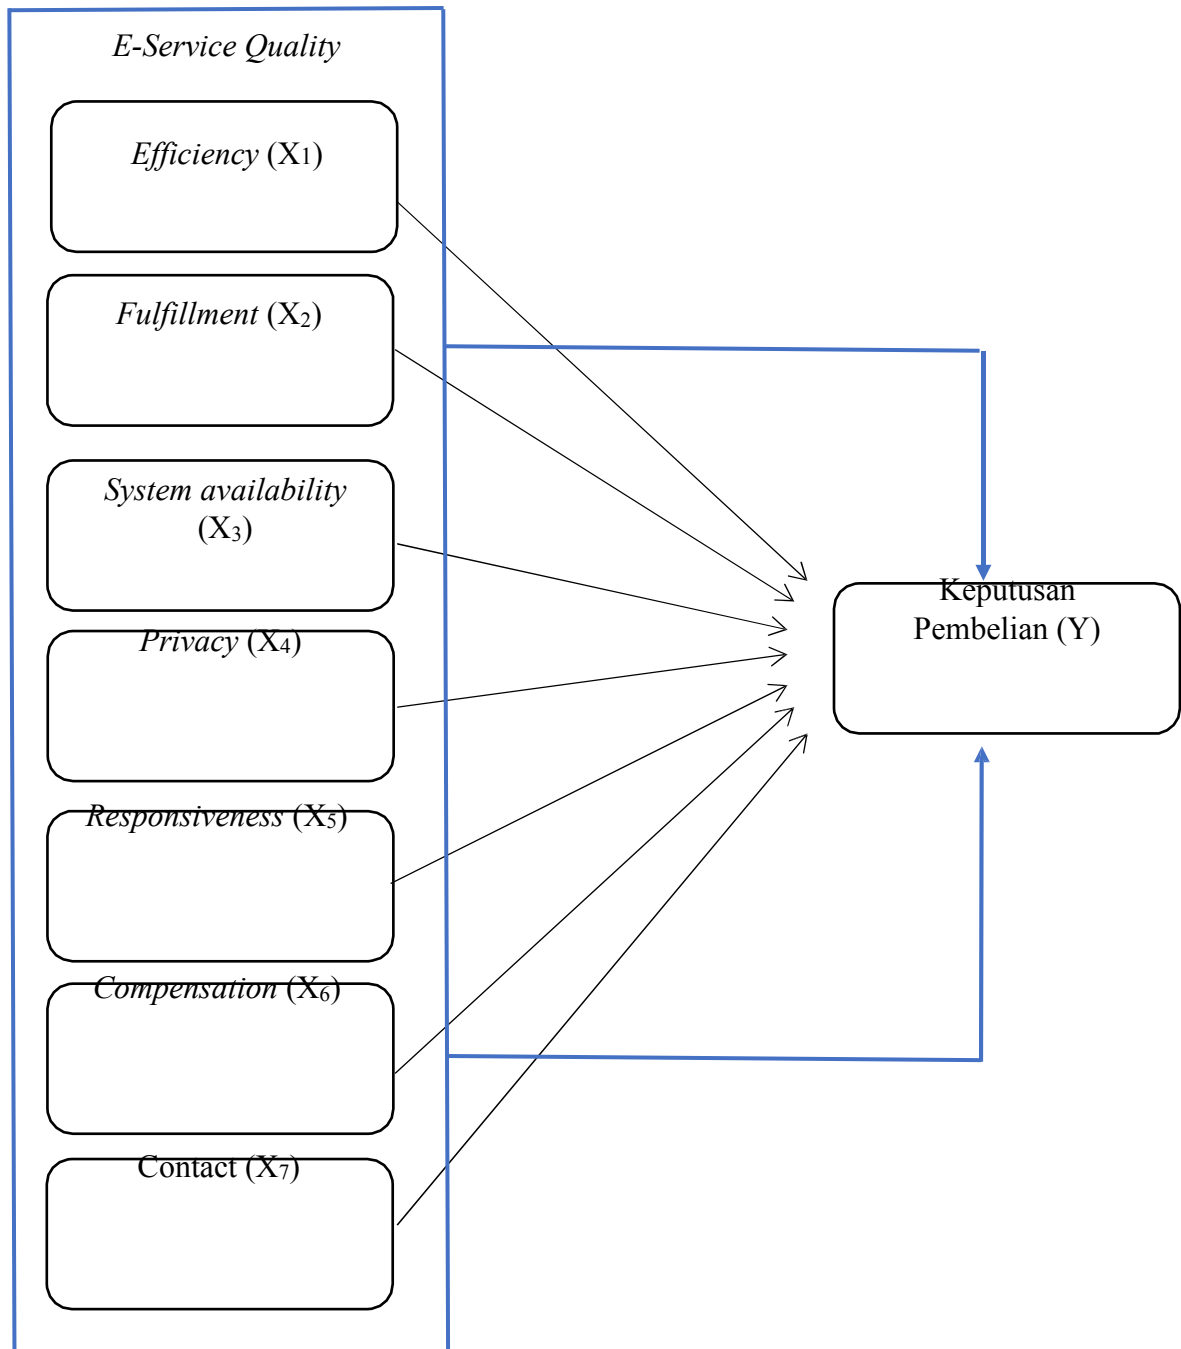 E-Service Quality
Efficiency (X1)
Fulfillment (X2)
System availability
(X3)
Privacy (X4)
Responsiveness (X5)
Compensation (X6)
Contact (X7)
Keputusan
Pembelian (Y)